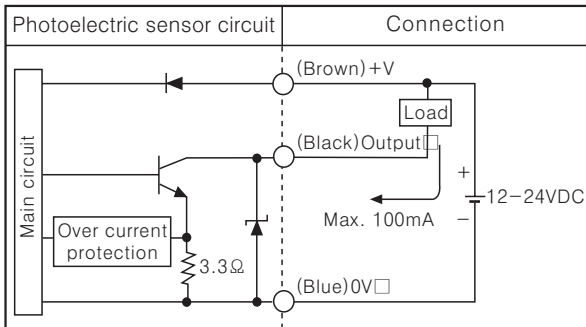 Photoelectric sensor circuit
Connection
(Brown)+V
Load
(Black)Output□
Main circuit
+
12-24VDC
-
Max. 100mA
Over current
protection
3.3Ω
(Blue)0V□